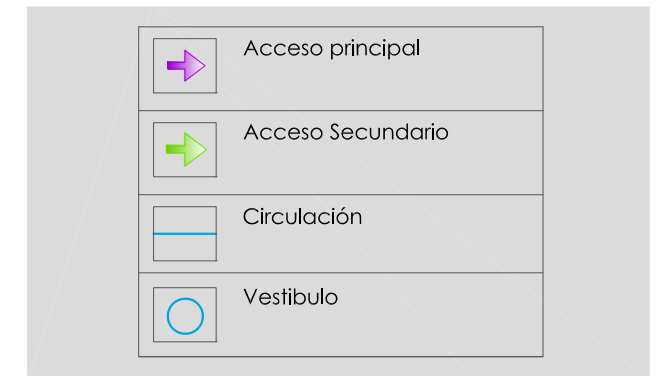 Acceso principal
Acceso Secundario
Circulación
Vestibulo